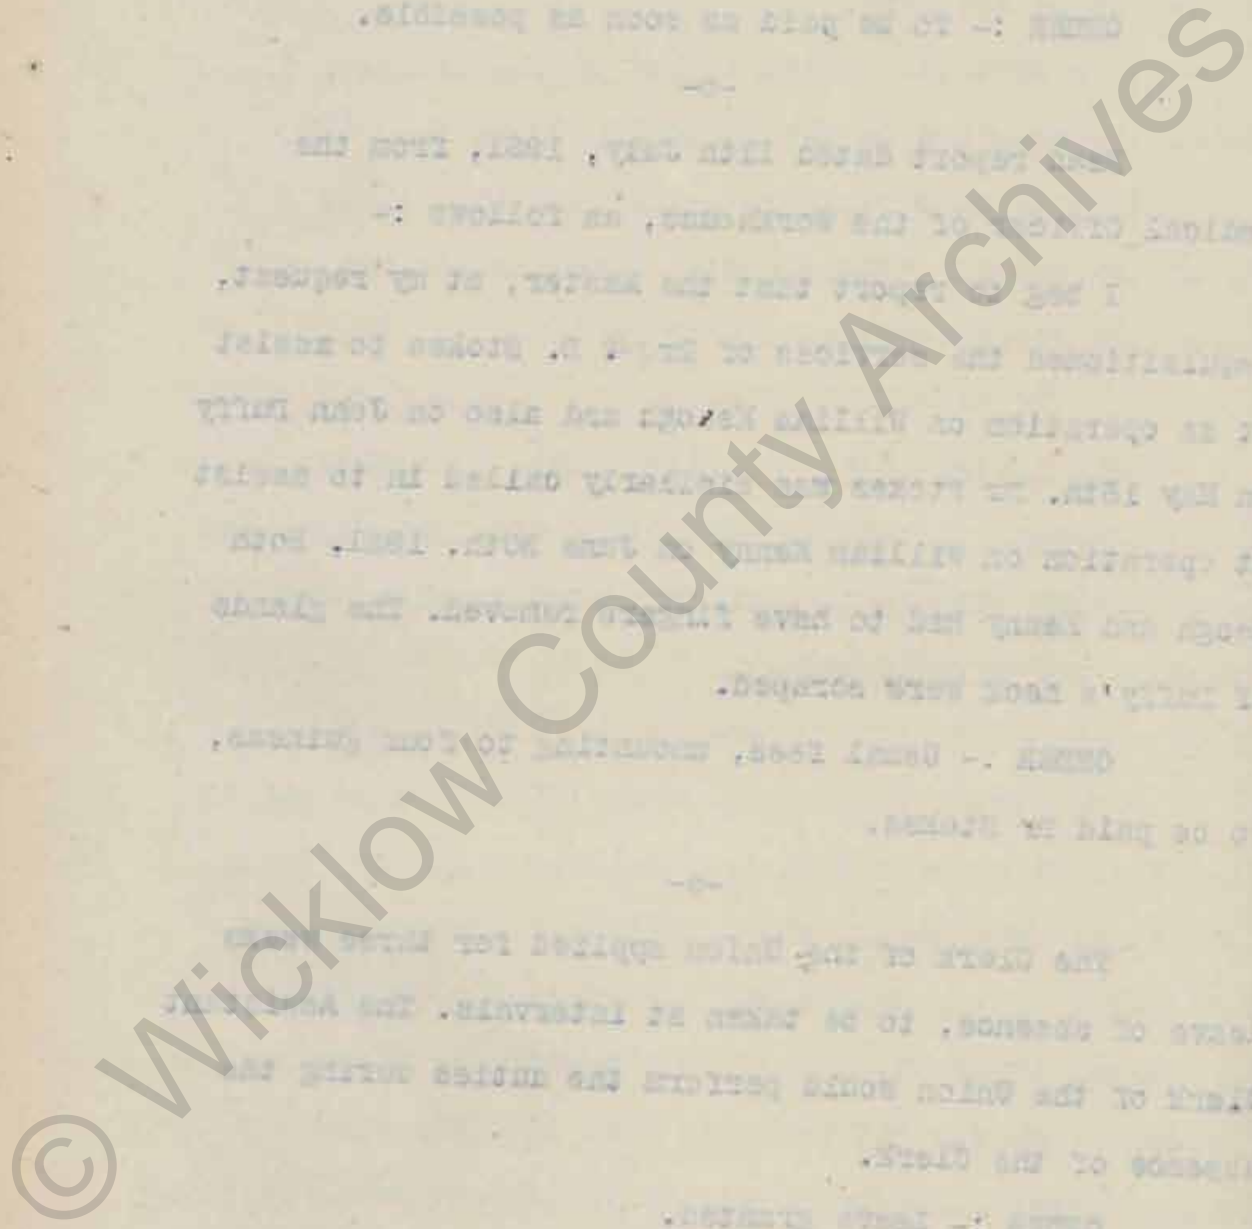 ORDER :- To be paid as soon as possible.
-o-
report dated 11th July, 1921, from the
Medical Officer of the Workhouse, as follows :-
I beg to report that the Master, at my request,
requisitioned the services of Dr. D. Stokes to assist
at an operation on William Keough and also on John Duffy
on May 18th. Dr Stokes was similarly called in to assist
at operation on William Kenny on June 30th. 1921. Both
Keough and Kenny had to have fingers removed. The glands
of Duffy's neck were scraped.
ORDER .- Usual fees, amounting to four guineas,
to be paid Dr Stokes.
-o-
The Clerk of the Union applied for three weeks
leave of absence, to be taken at intervals. The Assistant
Clerk of the Union would perform the duties during the
absence of the Clerk.
ORDER :- Leave granted.
© Wicklow County Archives